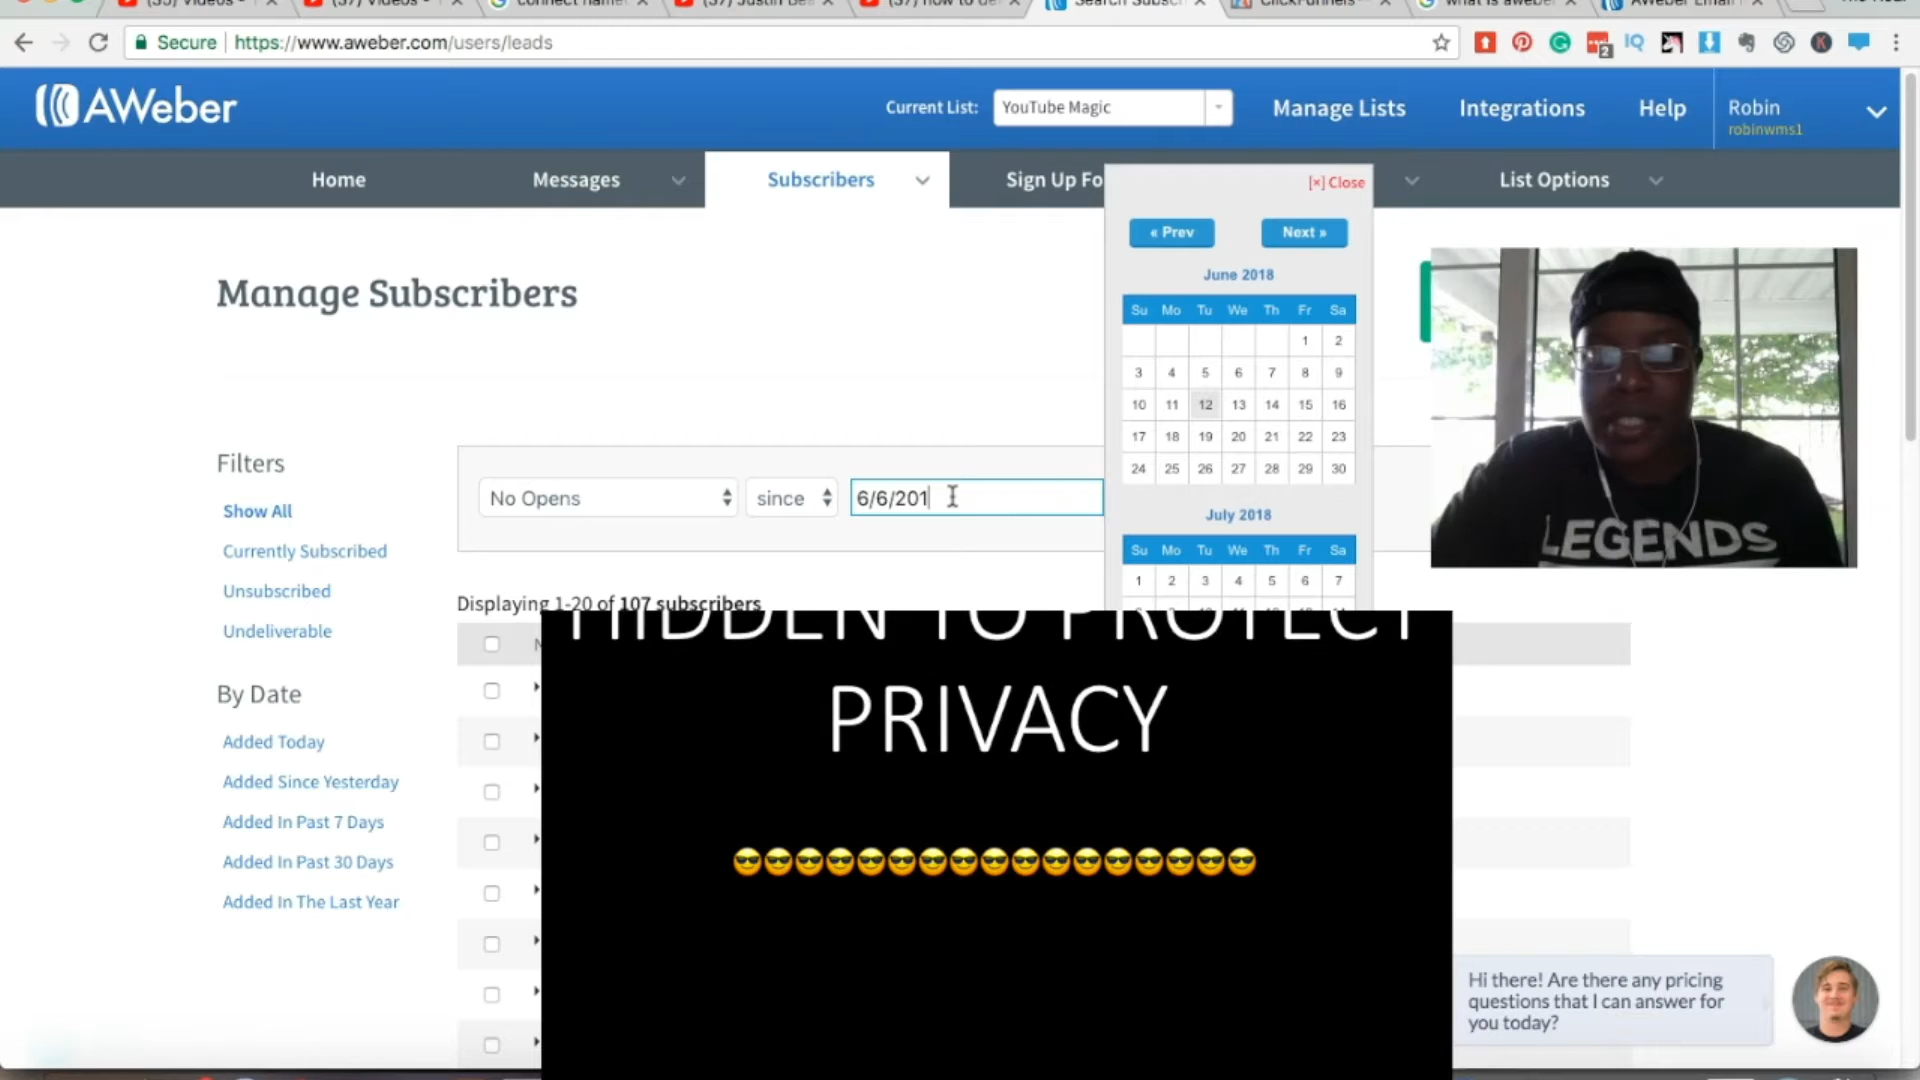 Secure https://www.aweber.com/users/leads
AWeber
Current List: YouTube Magic
Manage Lists
Integrations
Help
Robin
robinwms1
Home
Messages
Subscribers
Sign Up Fo
List Options
[×] Close
« Prev
Next »
June 2018
Su Mo Tu We Th Fr Sa
1 2
3 4 5 6 7 8 9
10 11 12 13 14 15 16
17 18 19 20 21 22 23
24 25 26 27 28 29 30
July 2018
Su Mo Tu We Th Fr Sa
1 2 3 4 5 6 7
Manage Subscribers
LEGENDS
Filters
Show All
Currently Subscribed
Unsubscribed
Undeliverable
No Opens
since
6/6/201
Displaying 1-20 of 107 subscribers
HIDDEN TO PROTECT
PRIVACY
By Date
Added Today
Added Since Yesterday
Added In Past 7 Days
Added In Past 30 Days
Added In The Last Year
Hi there! Are there any pricing
questions that I can answer for
you today?